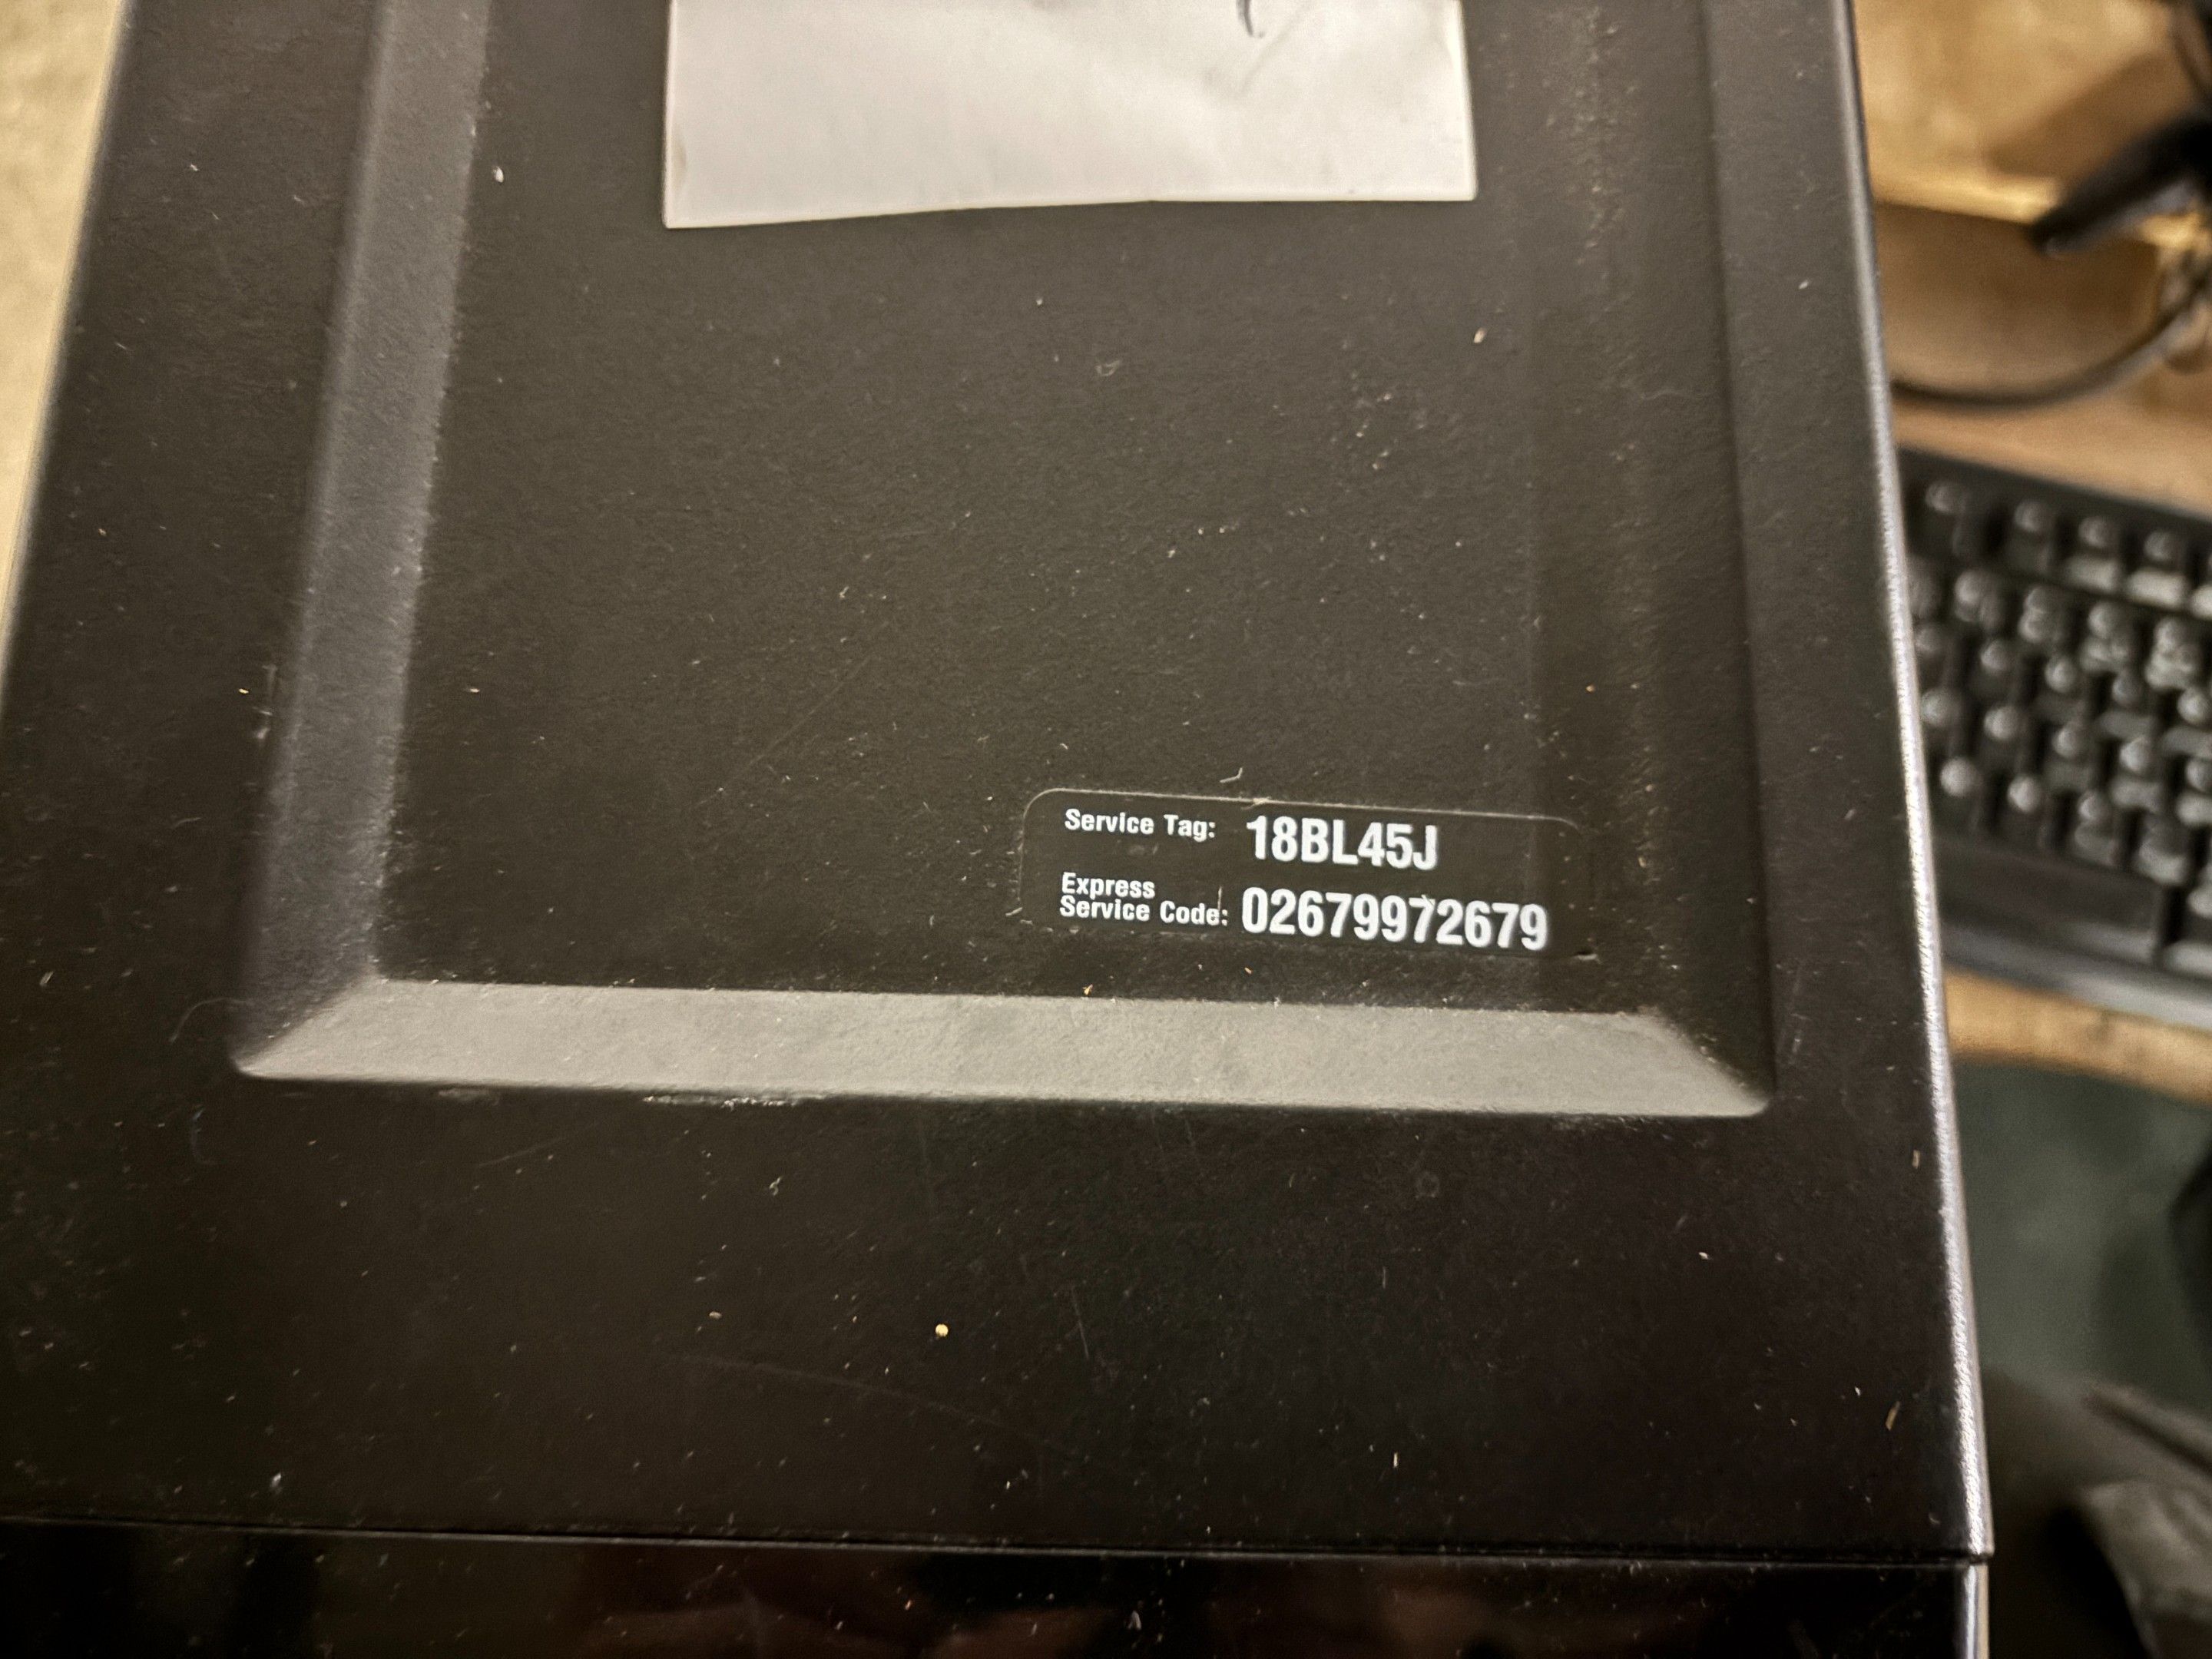 Service Tag: 18BL45J
Express
Service Code: 02679972679